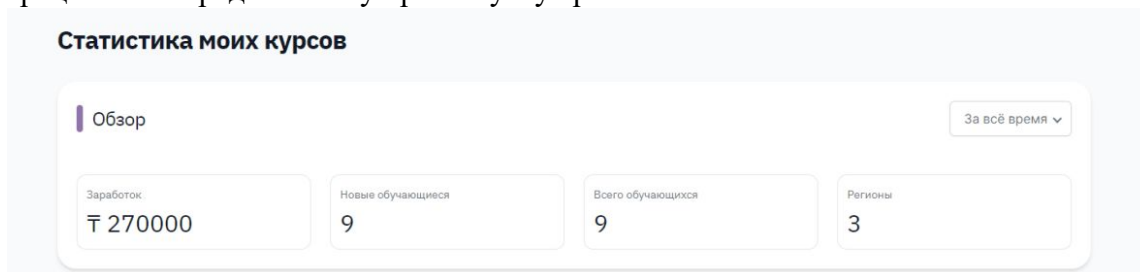 Статистика моих курсов
Обзор
За всё время
Заработок
₸ 270000
Новые обучающиеся
9
Всего обучающихся
9
Регионы
3